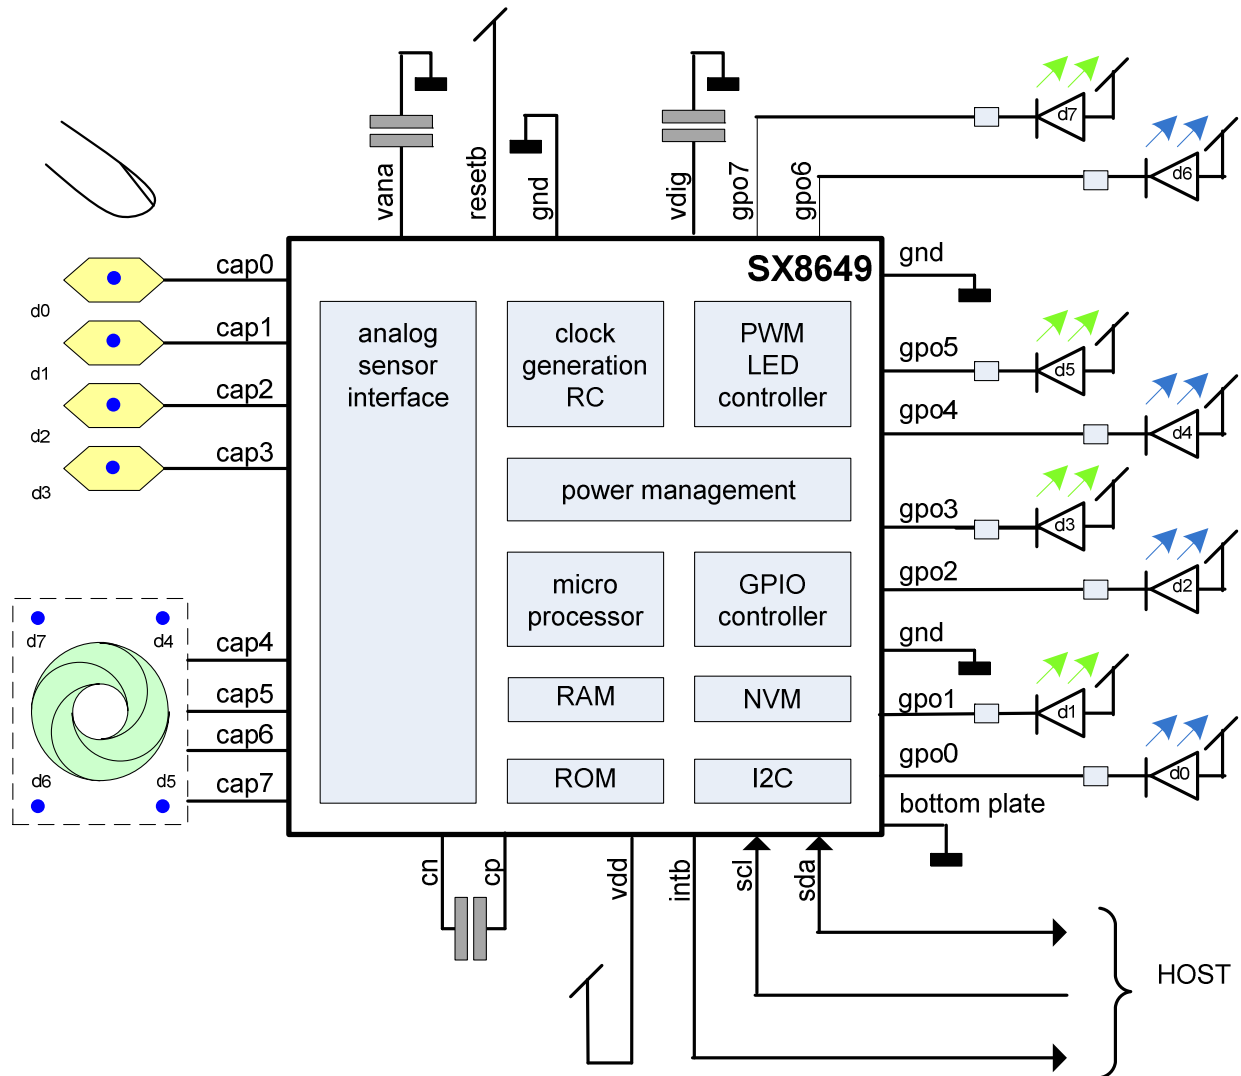 vana
resetb
gnd
vdig
gpo7
gpo6
d7
d6
SX8649
cap0
d0
cap1
d1
cap2
d2
cap3
d3
analog
sensor
interface
clock
generation
RC
PWM
LED
controller
power management
micro
processor
GPIO
controller
RAM
NVM
ROM
I2C
gnd
gpo5
d5
gpo4
d4
gpo3
d3
gpo2
d2
gnd
gpo1
d1
gpo0
d0
bottom plate
d7
d4
d6
d5
cap4
cap5
cap6
cap7
cn
cp
vdd
intb
scl
sda
HOST